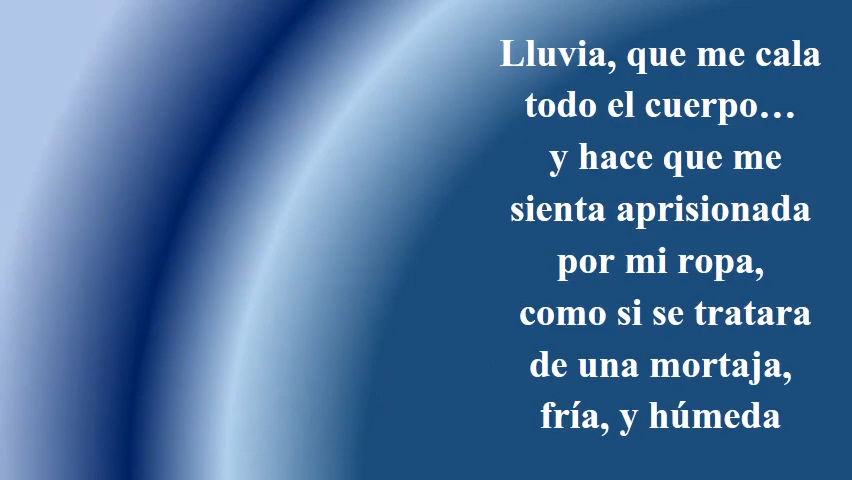 Lluvia, que me cala
todo el cuerpo…
y hace que me
sienta aprisionada
por mi ropa,
como si se tratara
de una mortaja,
fría, y húmeda